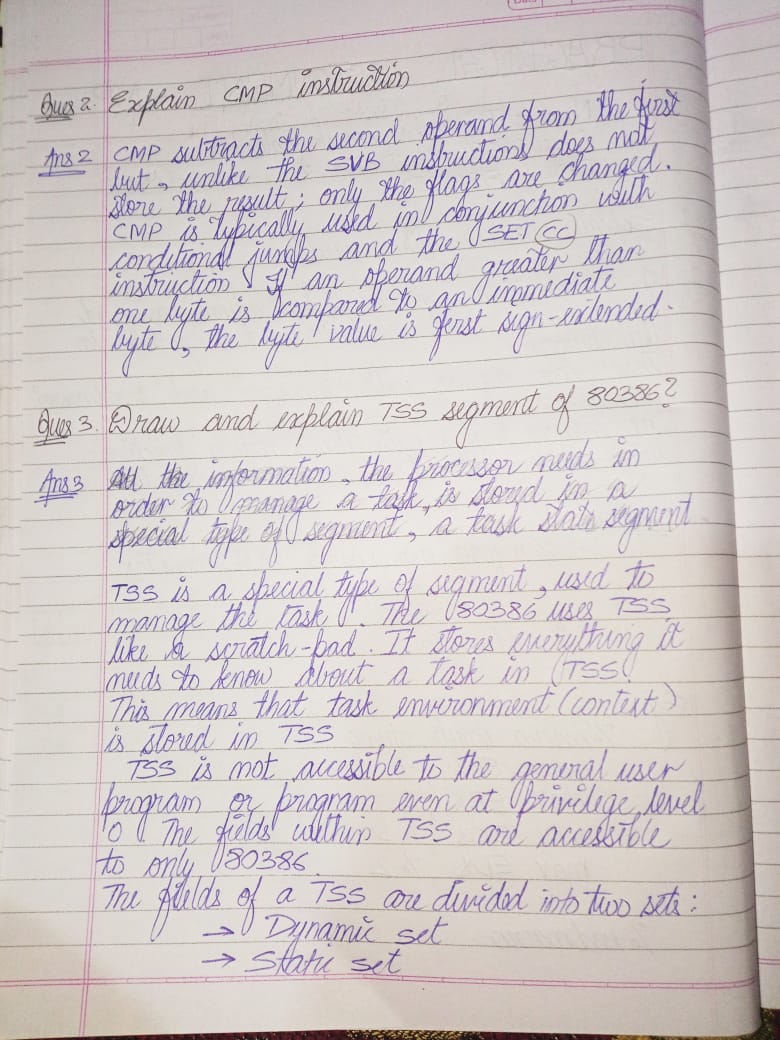 Ques 2. Explain CMP instruction
Ans 2 CMP subtracts the second operand from the first
but, unlike the SUB instructions does not
store the result; only the flags are changed.
CMP is typically used in conjunction with
conditional jumps and the SET CC
instruction. If an operand greater than
one byte is compared to an immediate
byte, the byte value is first sign-extended.
Ques 3. Draw and explain TSS segment of 80386?
Ans 3 All the information, the processor needs in
order to manage a task, is stored in a
special type of segment, a task state segment
TSS is a special type of segment, used to
manage the task. The 80386 uses TSS
like a scratch-pad. It stores everything it
needs to know about a task in TSS.
This means that task environment (context)
is stored in TSS
TSS is not accessible to the general user
program or program even at privilege level
0. The fields within TSS are accessible
to only 80386.
The fields of a TSS are divided into two sets:
→ Dynamic set
→ Static set